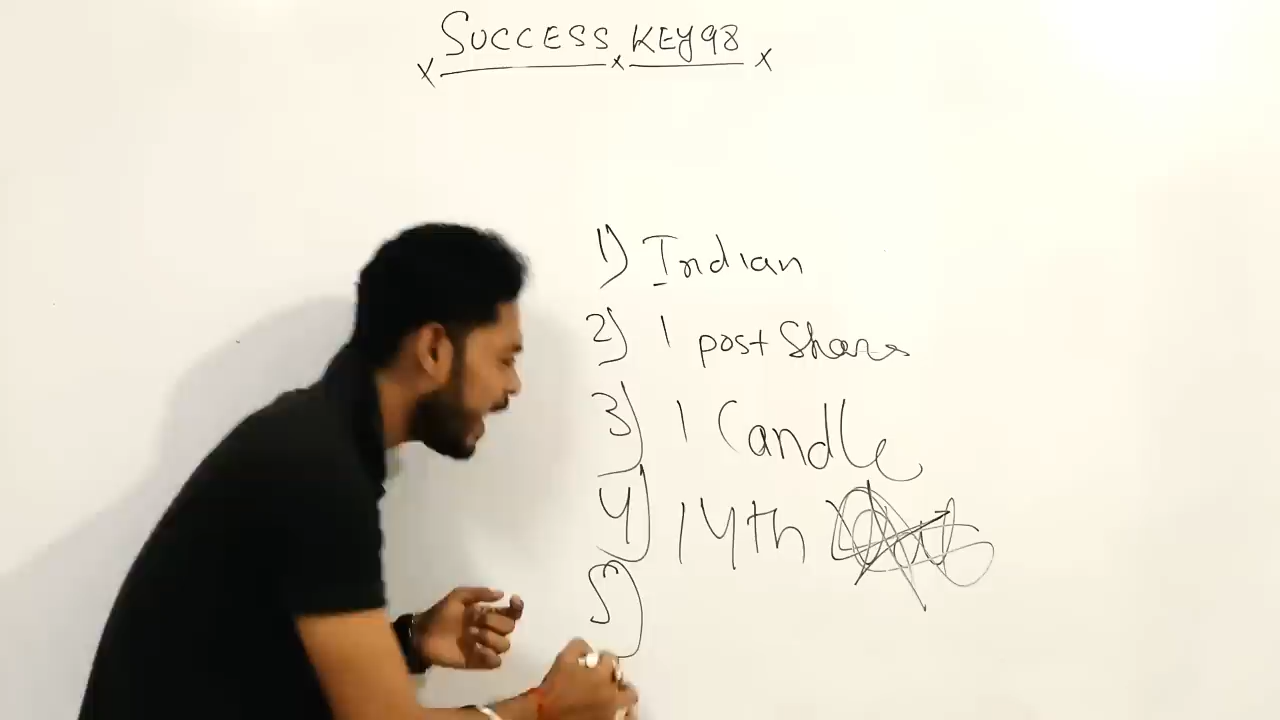 SUCCESS KEY98
1) Indian
2) 1 post Share
3) 1 Candle
4) 14th
5)